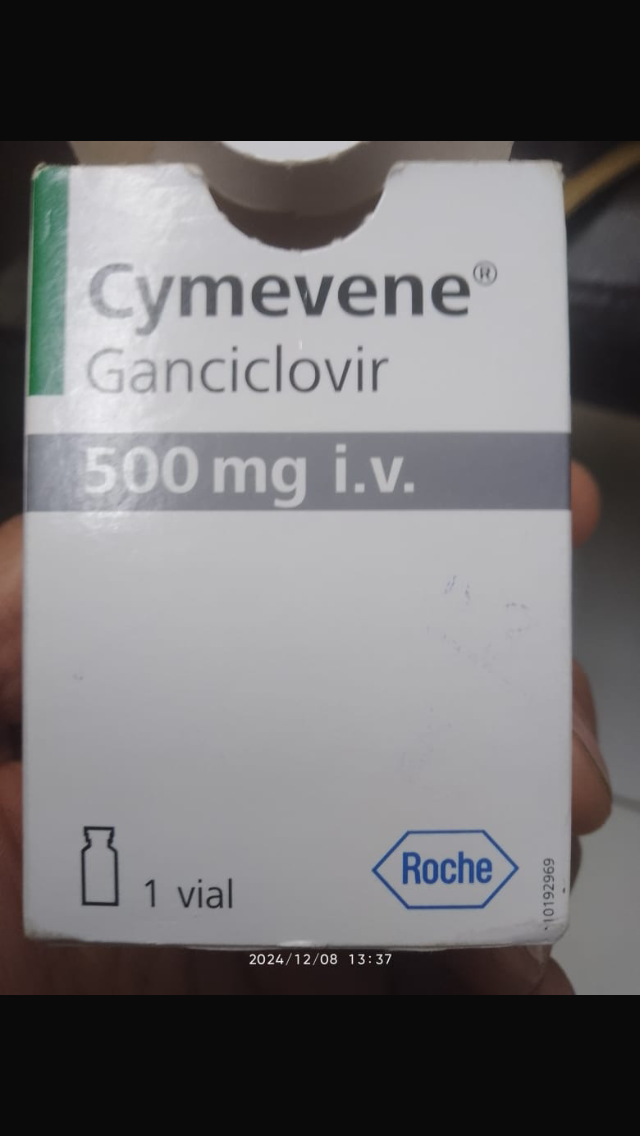 Cymevene®
Ganciclovir
500 mg i.v.
1 vial
Roche
10192969
2024/12/08 13:37